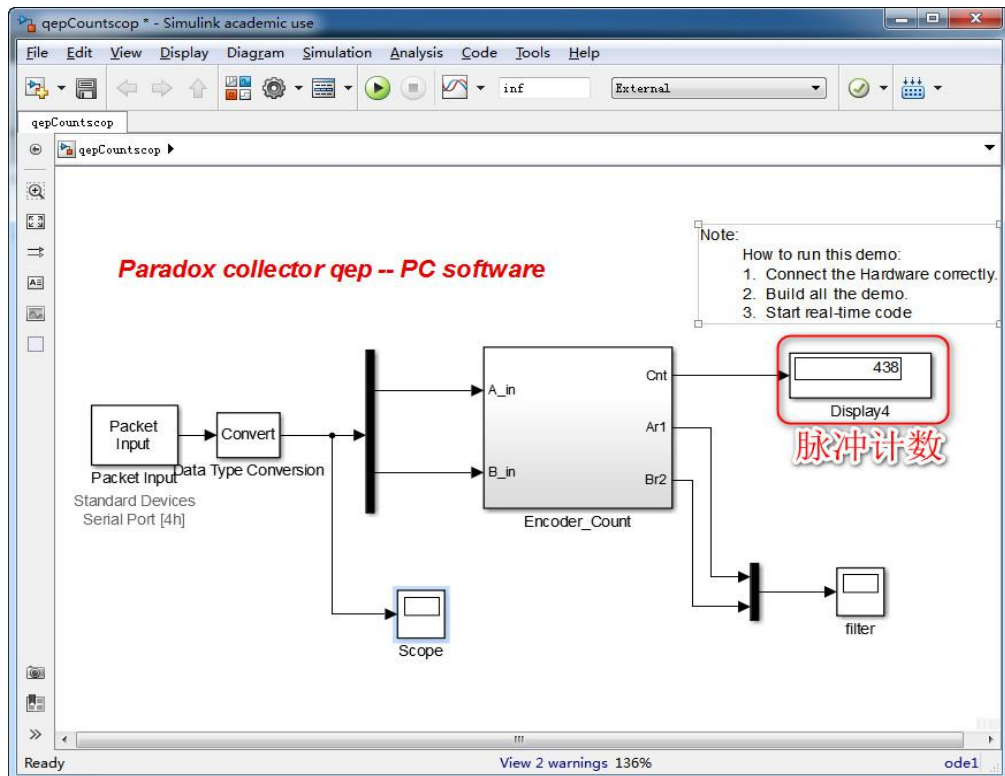 qepCountscop * - Simulink academic use
File Edit View Display Diagram Simulation Analysis Code Tools Help
inf External
qepCountscop
qepCountscop
Note:
How to run this demo:
1. Connect the Hardware correctly.
2. Build all the demo.
3. Start real-time code
Paradox collector qep -- PC software
438
Display4
脉冲计数
A_in
B_in
Cnt
Ar1
Br2
Encoder_Count
Packet
Input
Packet Input
Standard Devices
Serial Port [4h]
Convert
Data Type Conversion
Scope
filter
Ready View 2 warnings 136% ode1